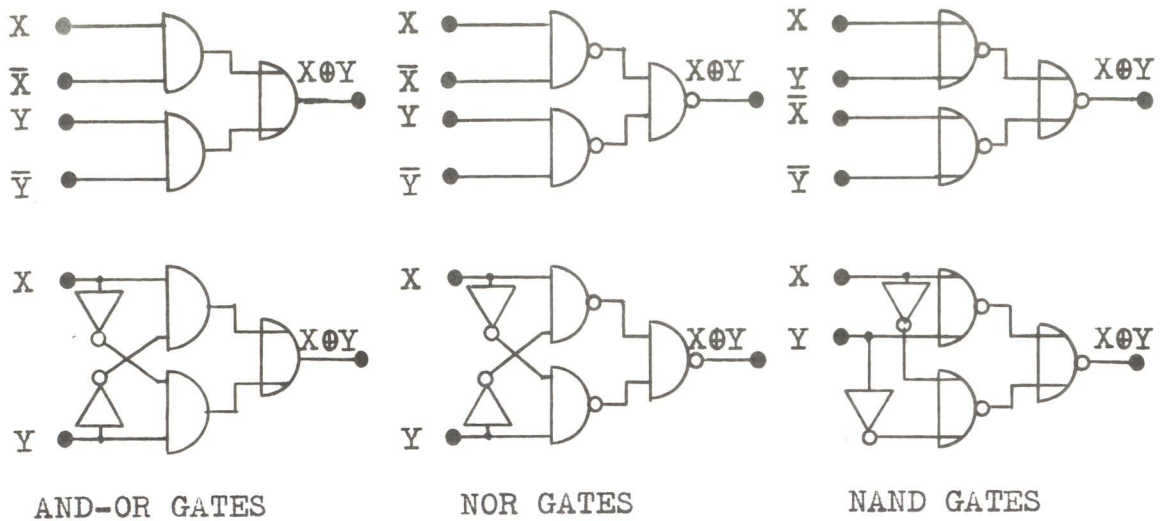 X
X̅
Y
Y̅
X⊕Y
X
X̅
Y
Y̅
X⊕Y
X
Y
X̅
Y̅
X⊕Y
X
Y
X⊕Y
X
Y
X⊕Y
X
Y
X⊕Y
AND-OR GATES
NOR GATES
NAND GATES